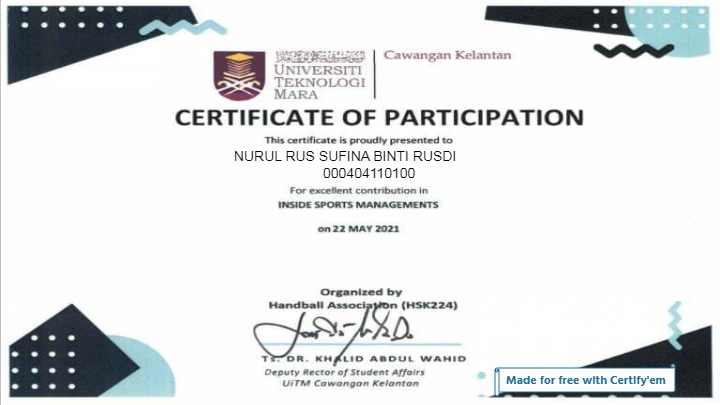 Cawangan Kelantan
UNIVERSITI
TEKNOLOGI
MARA
CERTIFICATE OF PARTICIPATION
This certificate is proudly presented to
NURUL RUS SUFINA BINTI RUSDI
000404110100
For excellent contribution in
INSIDE SPORTS MANAGEMENTS
on 22 MAY 2021
Organized by
Handball Association (HSK224)
Ts. DR. KHALID ABDUL WAHID
Deputy Rector of Student Affairs
UiTM Cawangan Kelantan
Made for free with Certify'em